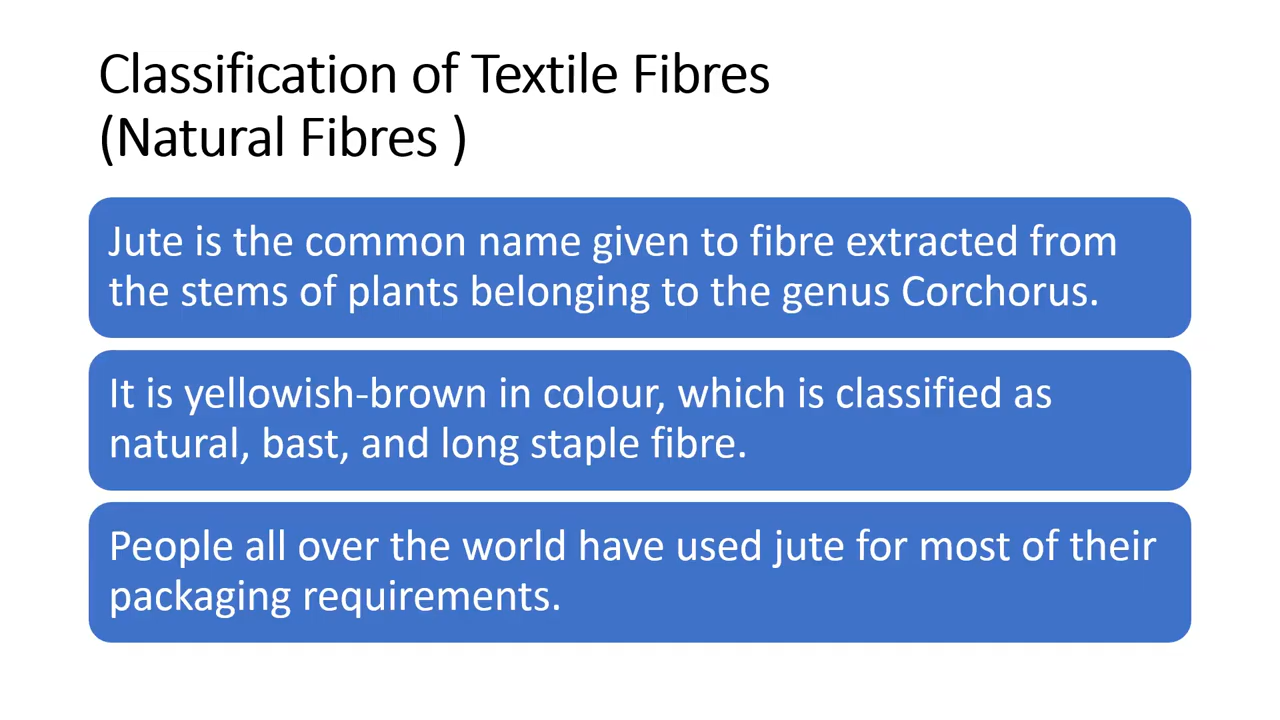 Classification of Textile Fibres
(Natural Fibres )
Jute is the common name given to fibre extracted from
the stems of plants belonging to the genus Corchorus.
It is yellowish-brown in colour, which is classified as
natural, bast, and long staple fibre.
People all over the world have used jute for most of their
packaging requirements.